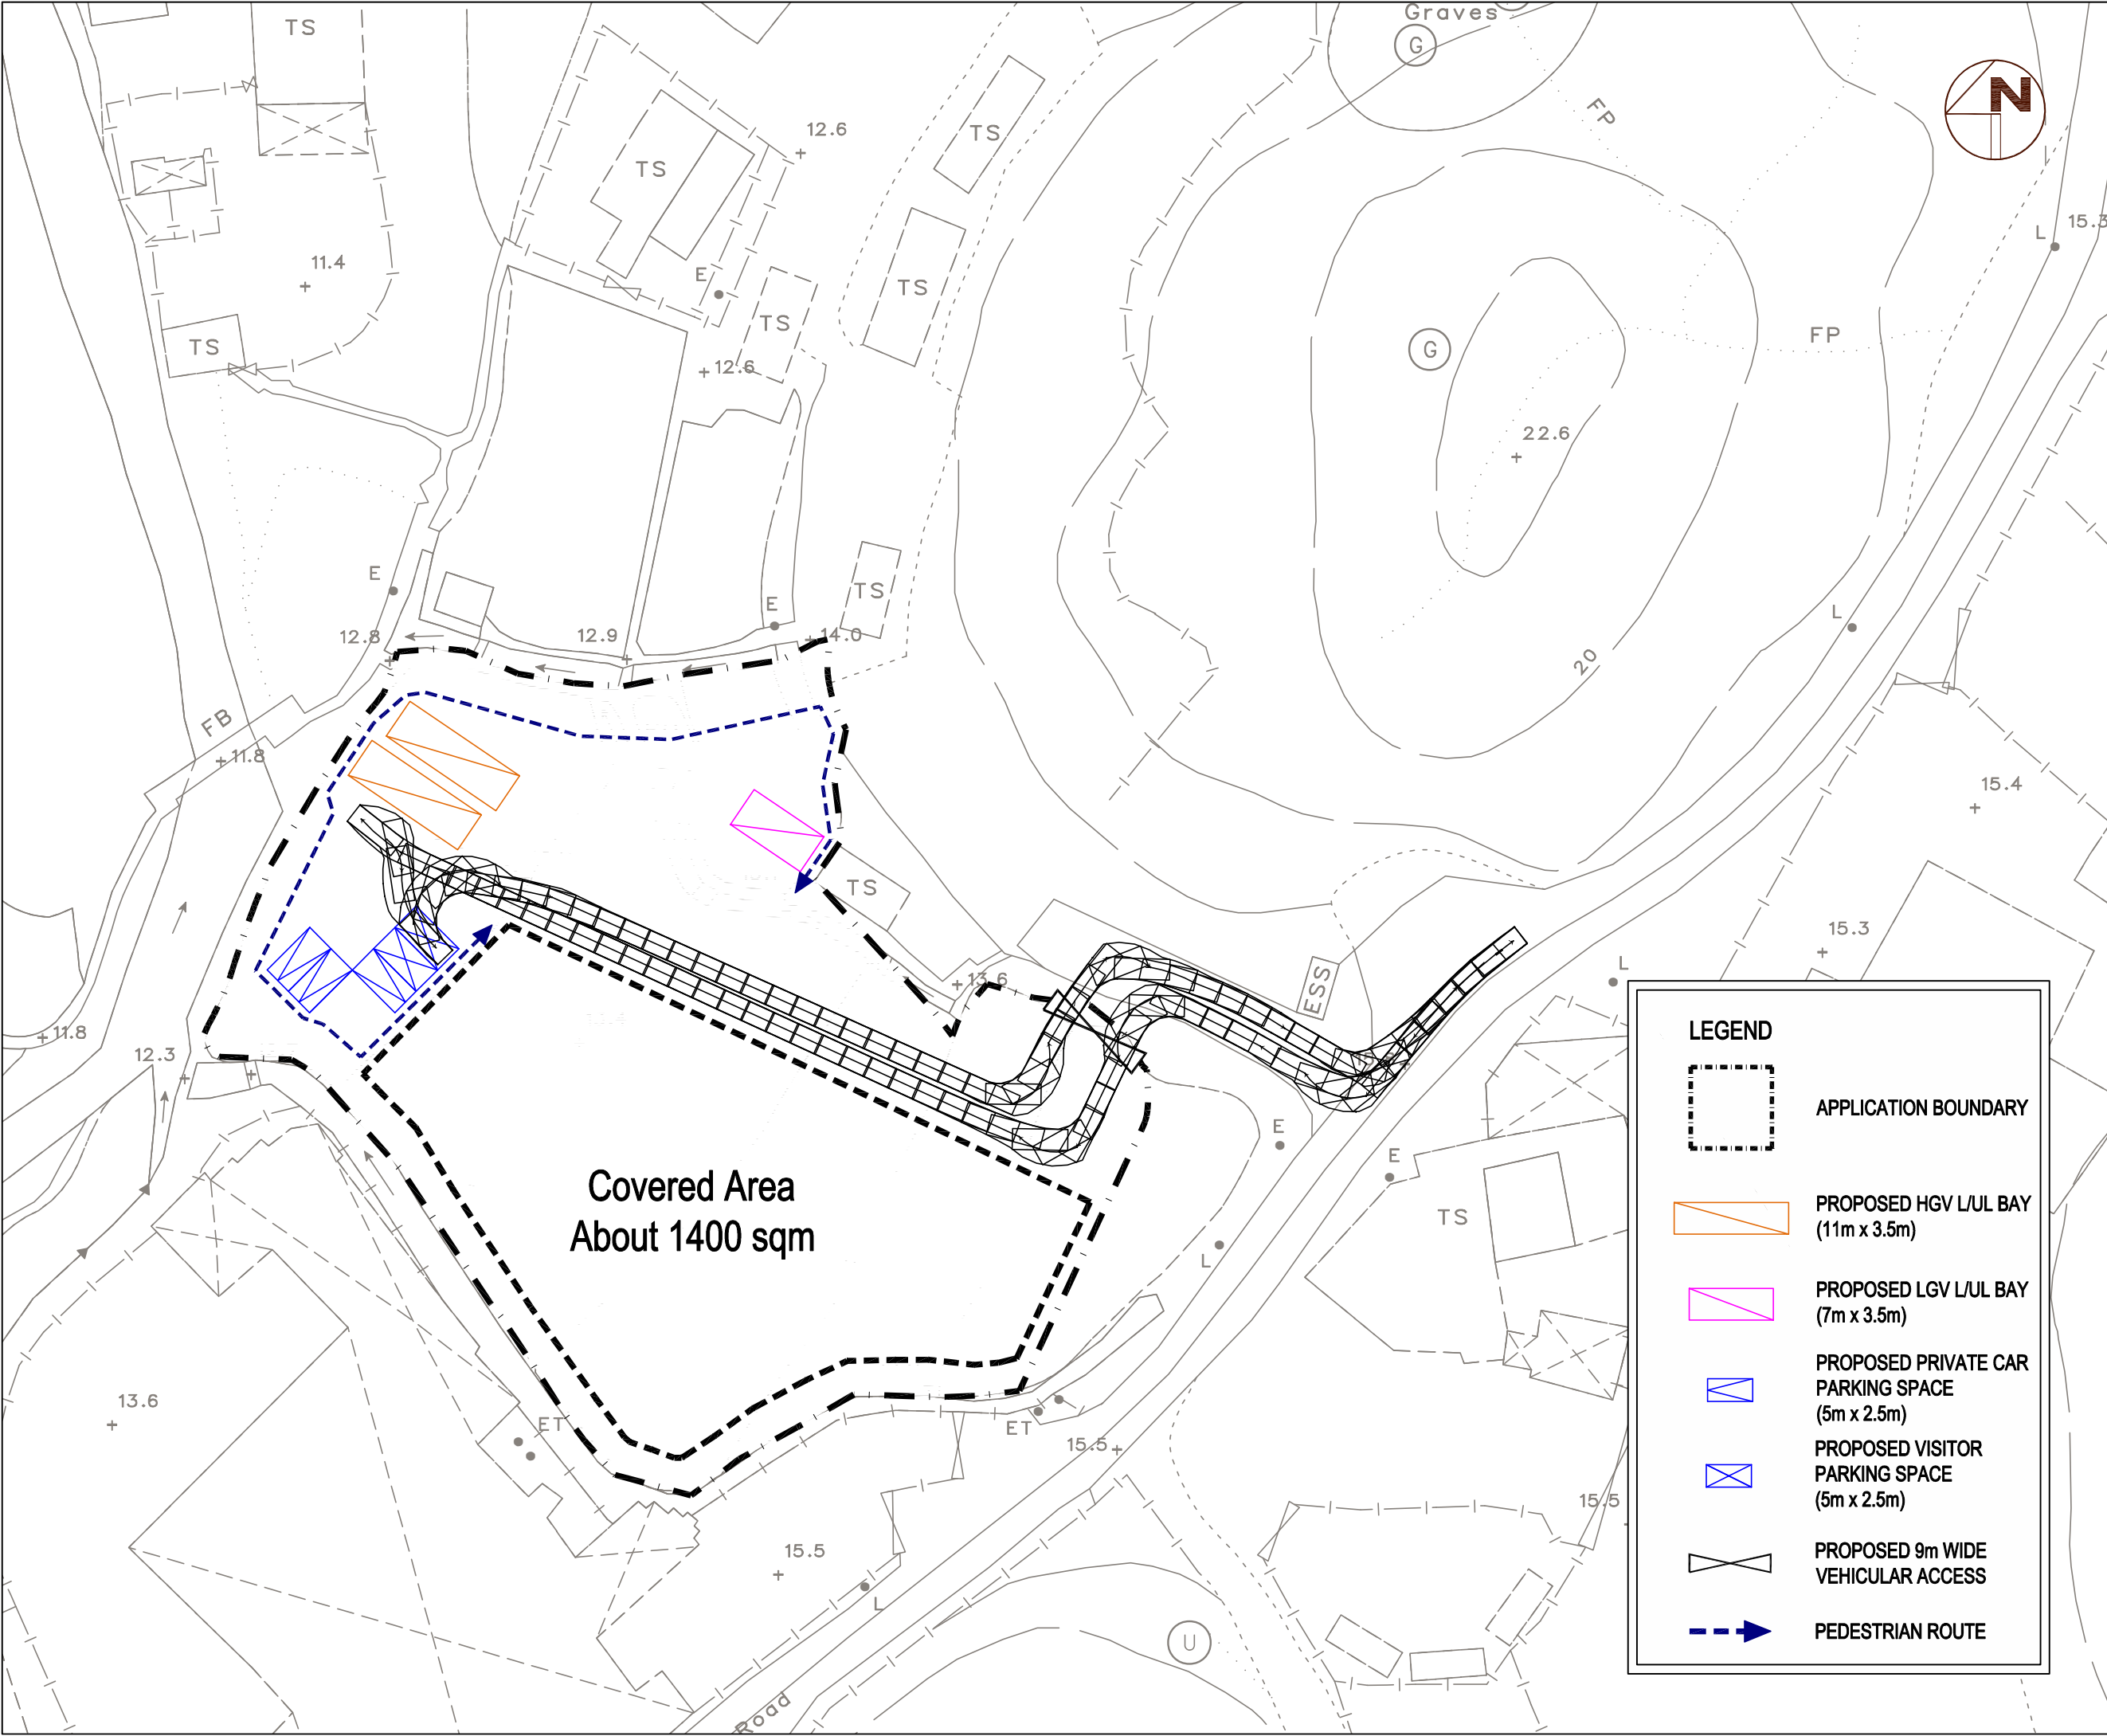 Graves
G
TS
N
FP
12.6
TS
TS
15.3
L
11.4
E
TS
TS
TS
G
FP
12.6
22.6
E
TS
E
L
12.8
12.9
14.0
20
FB
11.8
15.4
TS
15.3
13.6
ESS
L
11.8
12.3
E
E
Covered Area
About 1400 sqm
TS
L
13.6
ET
ET
15.5
15.5
15.5
L
U
Road
LEGEND
APPLICATION BOUNDARY
PROPOSED HGV L/UL BAY
(11m x 3.5m)
PROPOSED LGV L/UL BAY
(7m x 3.5m)
PROPOSED PRIVATE CAR
PARKING SPACE
(5m x 2.5m)
PROPOSED VISITOR
PARKING SPACE
(5m x 2.5m)
PROPOSED 9m WIDE
VEHICULAR ACCESS
PEDESTRIAN ROUTE